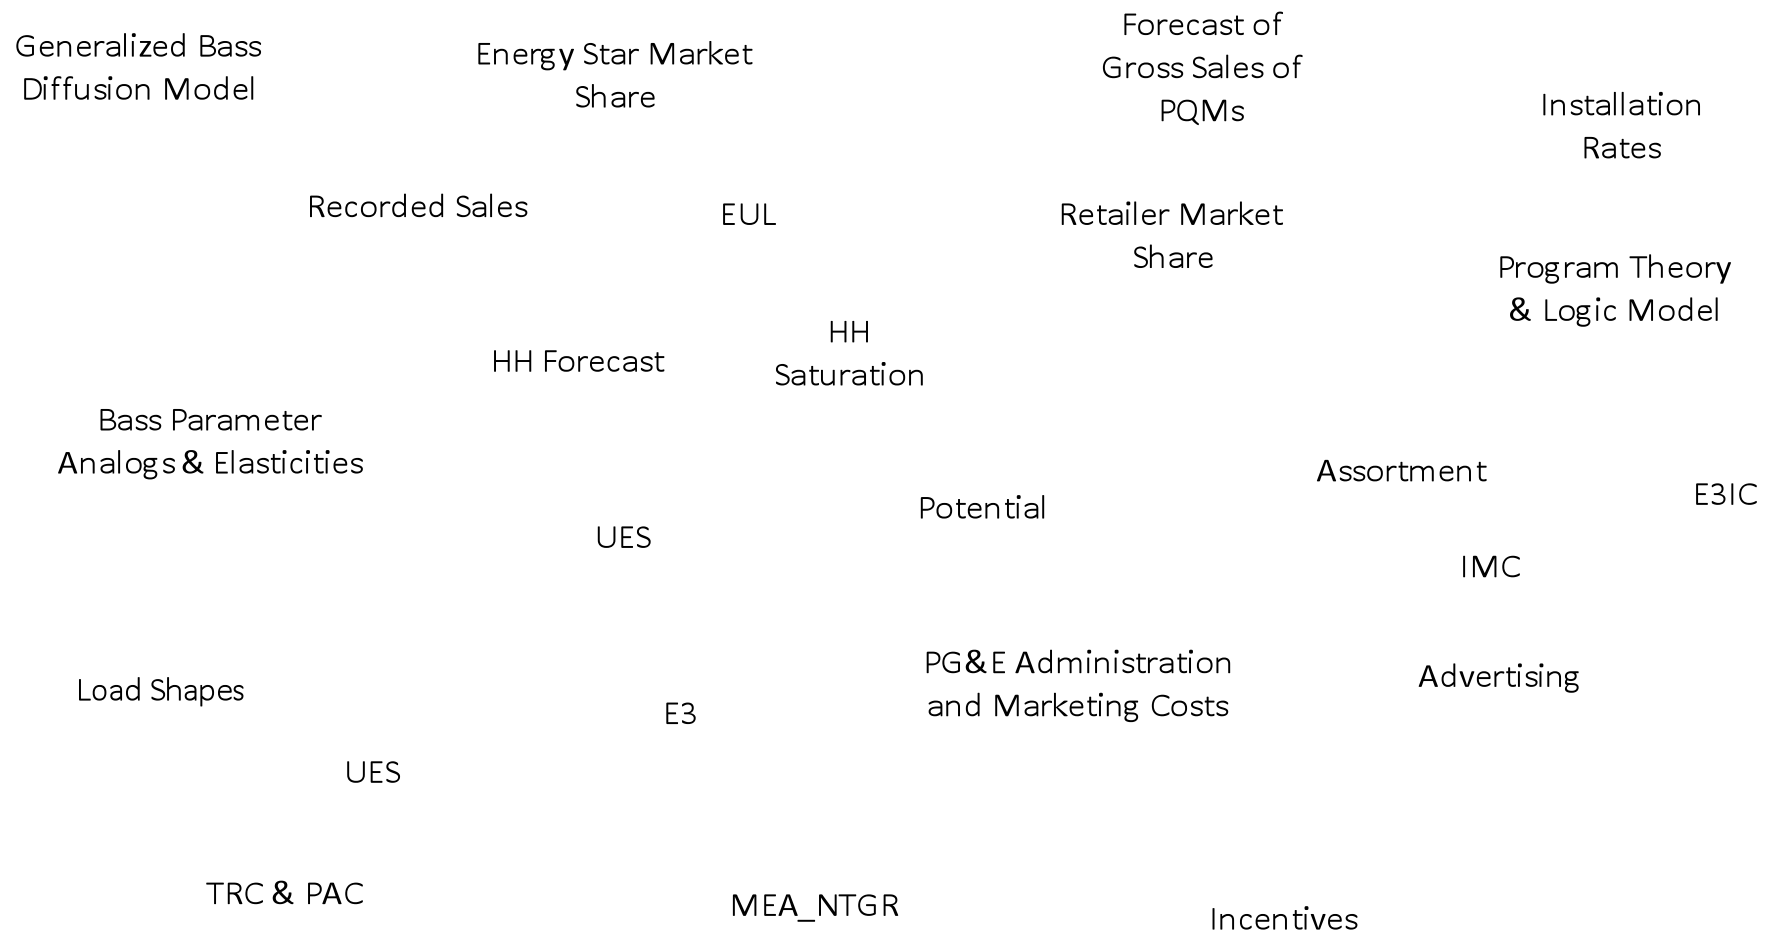 Generalized Bass
Diffusion Model
Energy Star Market
Share
Forecast of
Gross Sales of
PQMs
Installation
Rates
Recorded Sales
EUL
Retailer Market
Share
Program Theory
& Logic Model
HH Forecast
HH
Saturation
Bass Parameter
Analogs & Elasticities
Assortment
E3IC
Potential
UES
IMC
PG&E Administration
and Marketing Costs
Advertising
Load Shapes
E3
UES
TRC & PAC
MEA_NTGR
Incentives